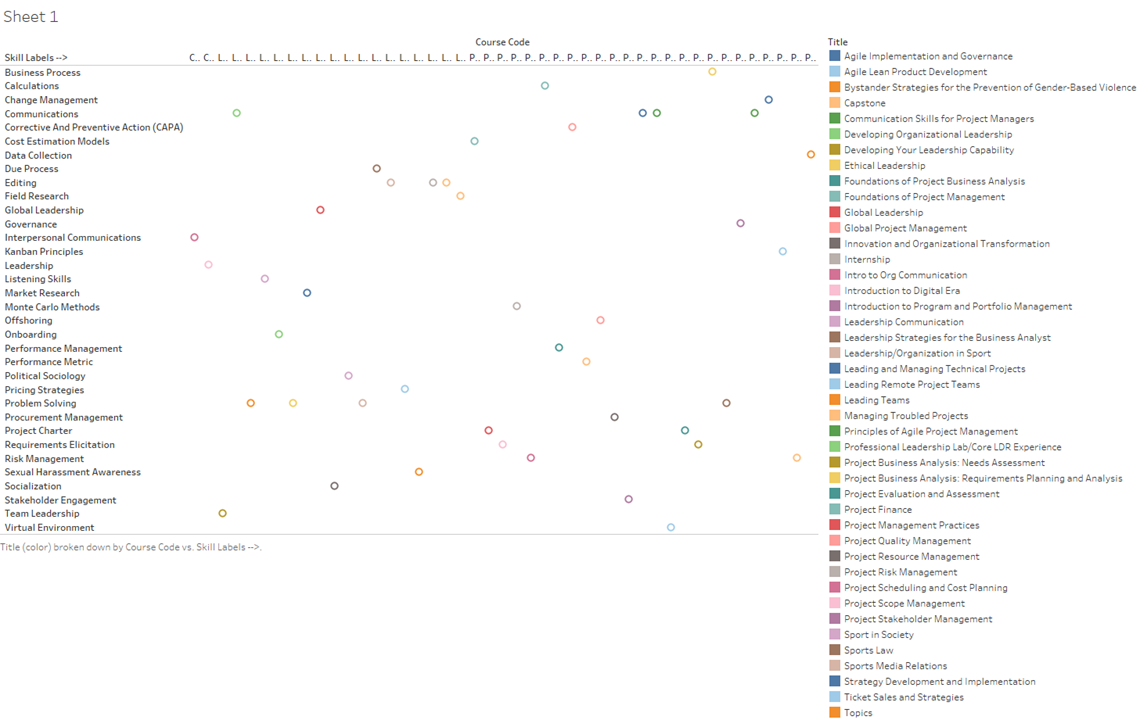 Sheet 1
Course Code
Skill Labels -->
C.. C.. L.. L.. L.. L.. L.. L.. L.. L.. L.. L.. L.. L.. L.. L.. L.. L.. L.. L.. P.. P.. P.. P.. P.. P.. P.. P.. P.. P.. P.. P.. P.. P.. P.. P.. P.. P.. P.. P.. P.. P.. P.. P.. P..
Business Process
Calculations
Change Management
Communications
Corrective And Preventive Action (CAPA)
Cost Estimation Models
Data Collection
Due Process
Editing
Field Research
Global Leadership
Governance
Interpersonal Communications
Kanban Principles
Leadership
Listening Skills
Market Research
Monte Carlo Methods
Offshoring
Onboarding
Performance Management
Performance Metric
Political Sociology
Pricing Strategies
Problem Solving
Procurement Management
Project Charter
Requirements Elicitation
Risk Management
Sexual Harassment Awareness
Socialization
Stakeholder Engagement
Team Leadership
Virtual Environment
Title (color) broken down by Course Code vs. Skill Labels -->.
Title
Agile Implementation and Governance
Agile Lean Product Development
Bystander Strategies for the Prevention of Gender-Based Violence
Capstone
Communication Skills for Project Managers
Developing Organizational Leadership
Developing Your Leadership Capability
Ethical Leadership
Foundations of Project Business Analysis
Foundations of Project Management
Global Leadership
Global Project Management
Innovation and Organizational Transformation
Internship
Intro to Org Communication
Introduction to Digital Era
Introduction to Program and Portfolio Management
Leadership Communication
Leadership Strategies for the Business Analyst
Leadership/Organization in Sport
Leading and Managing Technical Projects
Leading Remote Project Teams
Leading Teams
Managing Troubled Projects
Principles of Agile Project Management
Professional Leadership Lab/Core LDR Experience
Project Business Analysis: Needs Assessment
Project Business Analysis: Requirements Planning and Analysis
Project Evaluation and Assessment
Project Finance
Project Management Practices
Project Quality Management
Project Resource Management
Project Risk Management
Project Scheduling and Cost Planning
Project Scope Management
Project Stakeholder Management
Sport in Society
Sports Law
Sports Media Relations
Strategy Development and Implementation
Ticket Sales and Strategies
Topics